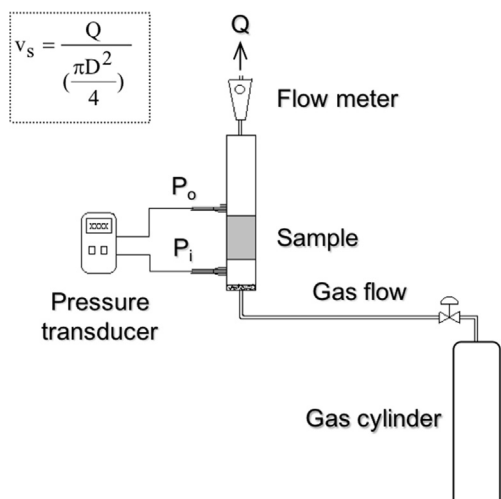 v_s = Q / (πD^2 / 4)
Q
Flow meter
P_o
xxxx
Sample
P_i
Gas flow
Pressure
transducer
Gas cylinder